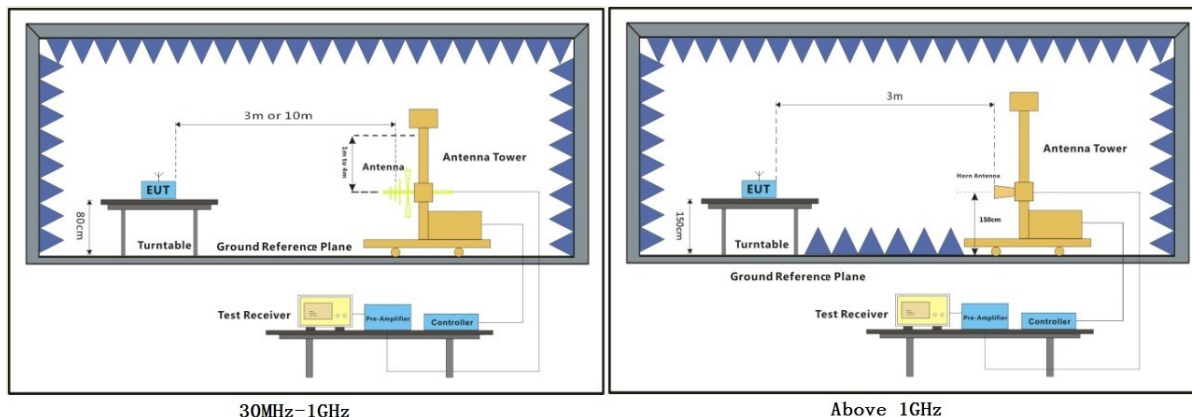 3m or 10m
1m to 4m
Antenna
Antenna Tower
EUT
80cm
Turntable
Ground Reference Plane
Test Receiver
Pre-Amplifier
Controller
30MHz-1GHz
3m
Antenna Tower
Horn Antenna
EUT
150cm
150cm
Turntable
Ground Reference Plane
Test Receiver
Pre-Amplifier
Controller
Above 1GHz